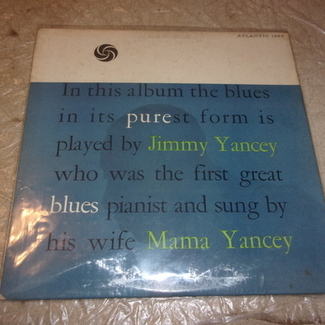 ATLANTIC
In this album the blues
in its purest form is
played by Jimmy Yancey
who was the first great
blues pianist and sung by
his wife Mama Yancey